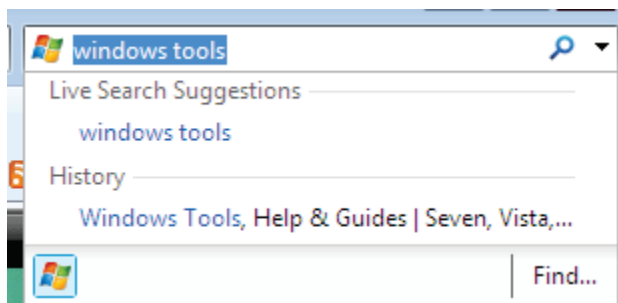 windows tools
Live Search Suggestions
windows tools
History
Windows Tools, Help & Guides | Seven, Vista,...
Find...